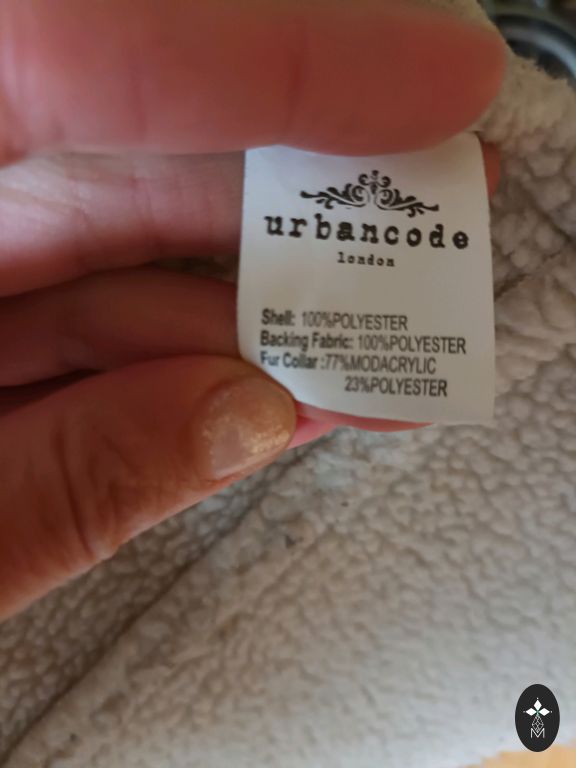 urbancode
london
Shell: 100%POLYESTER
Backing Fabric: 100%POLYESTER
Fur Collar :77%MODACRYLIC
23%POLYESTER
M